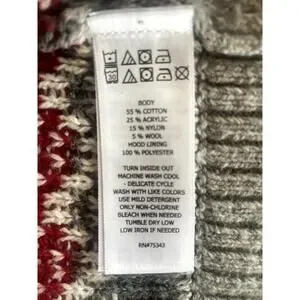 30
BODY
55 % COTTON
25 % ACRYLIC
15 % NYLON
5 % WOOL
HOOD LINING
100 % POLYESTER
TURN INSIDE OUT
MACHINE WASH COOL
DELICATE CYCLE
WASH WITH LIKE COLORS
USE MILD DETERGENT
ONLY NON-CHLORINE
BLEACH WHEN NEEDED
TUMBLE DRY LOW
LOW IRON IF NEEDED
RN#75343